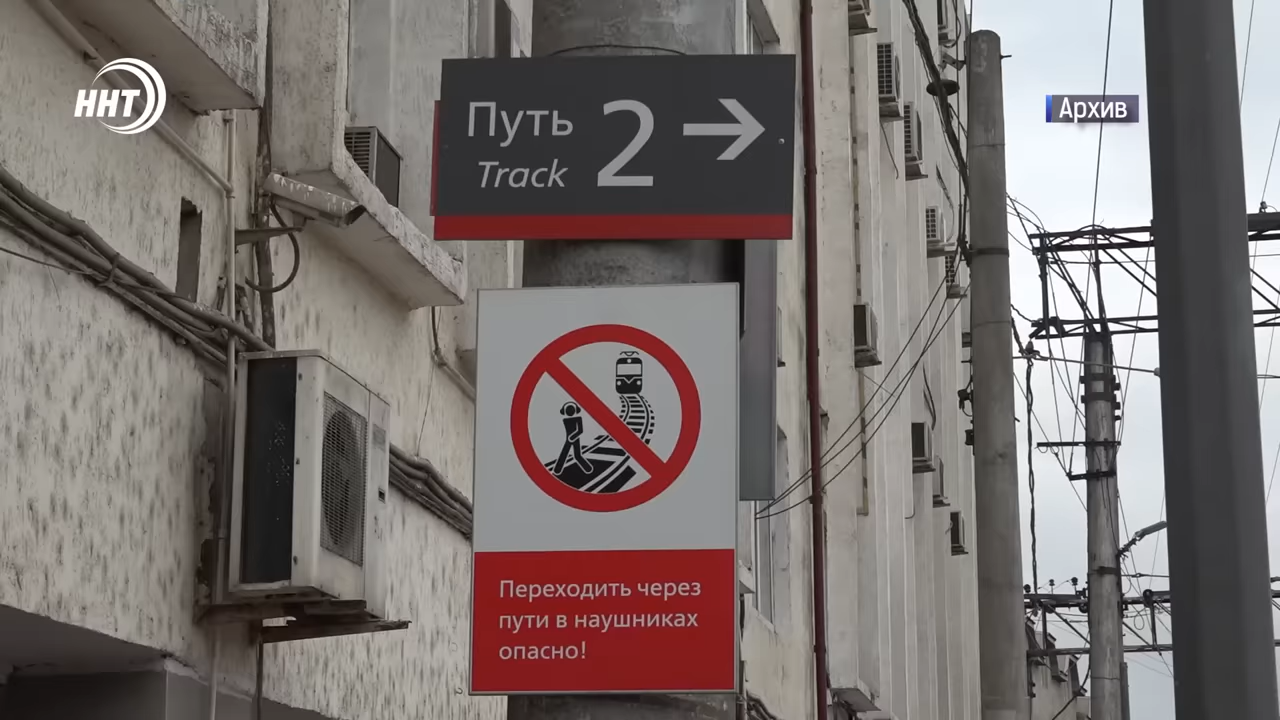 ННТ
Архив
Путь 2
Track
Переходить через
пути в наушниках
опасно!